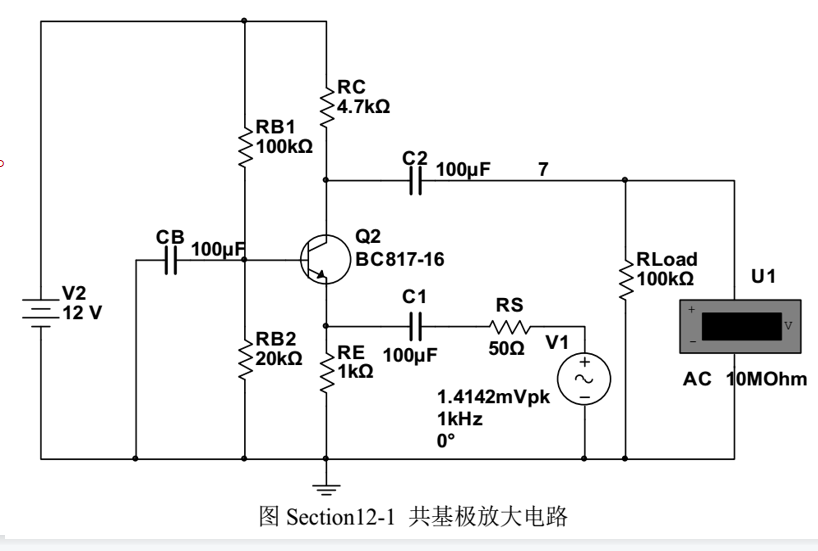 RC
4.7kΩ
RB1
100kΩ
C2
100µF
7
CB
100µF
Q2
BC817-16
RLoad
100kΩ
U1
+
V
-
AC 10MOhm
V2
12 V
C1
100µF
RS
50Ω
V1
+
RB2
20kΩ
RE
1kΩ
1.4142mVpk
1kHz
0°
图 Section12-1 共基极放大电路